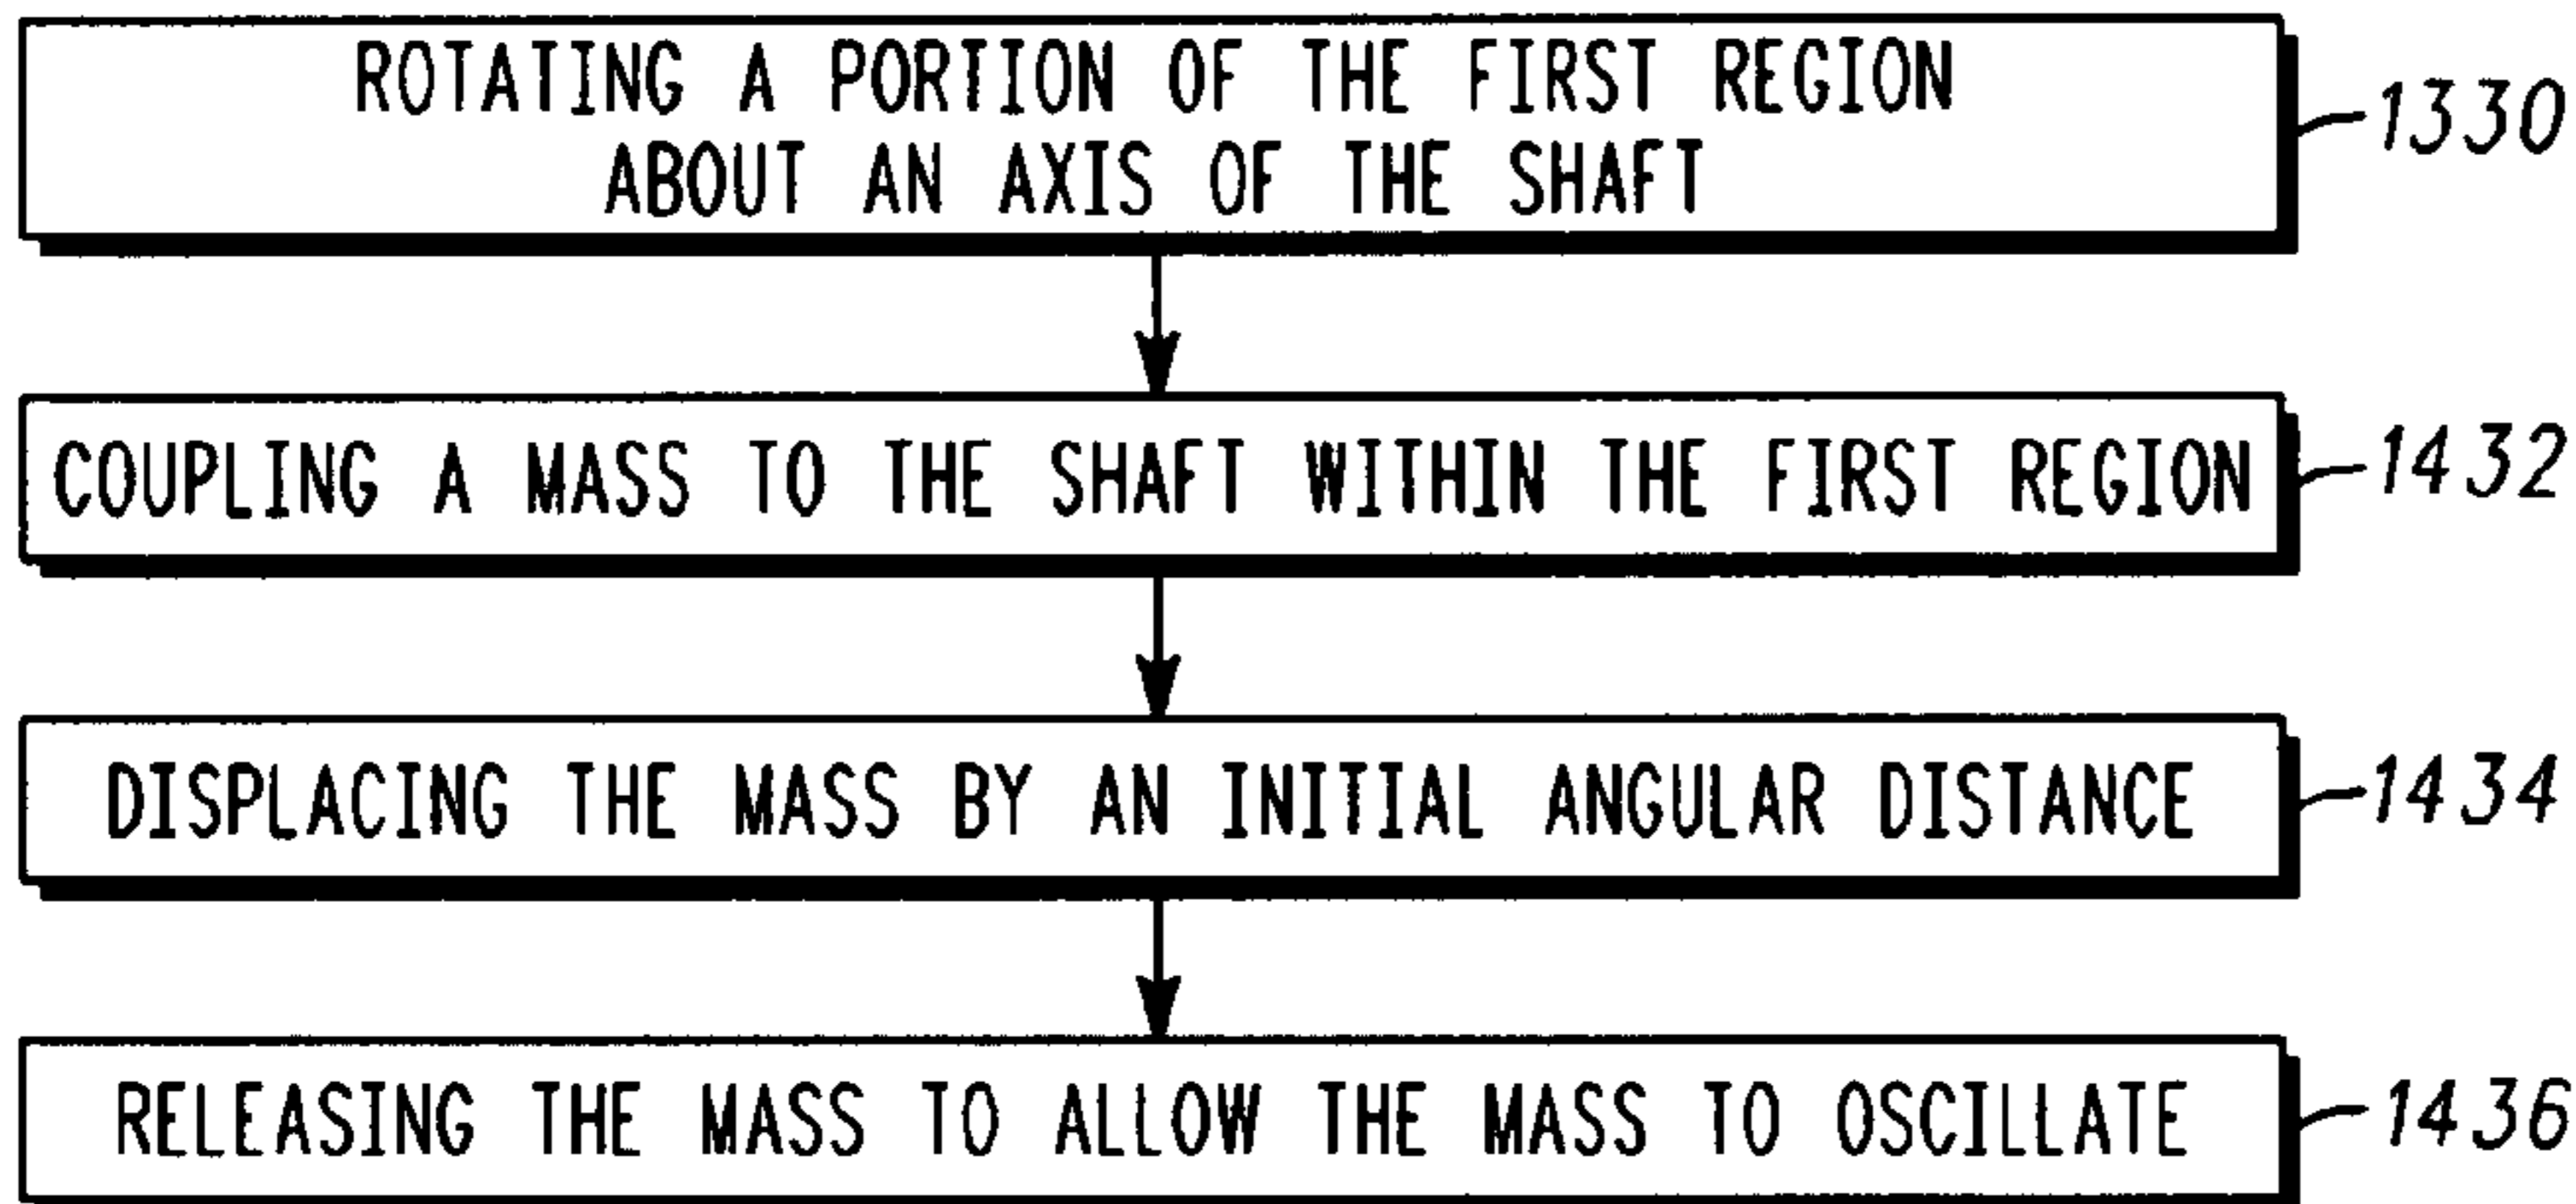 ROTATING A PORTION OF THE FIRST REGION
ABOUT AN AXIS OF THE SHAFT
1330
COUPLING A MASS TO THE SHAFT WITHIN THE FIRST REGION
1432
DISPLACING THE MASS BY AN INITIAL ANGULAR DISTANCE
1434
RELEASING THE MASS TO ALLOW THE MASS TO OSCILLATE
1436